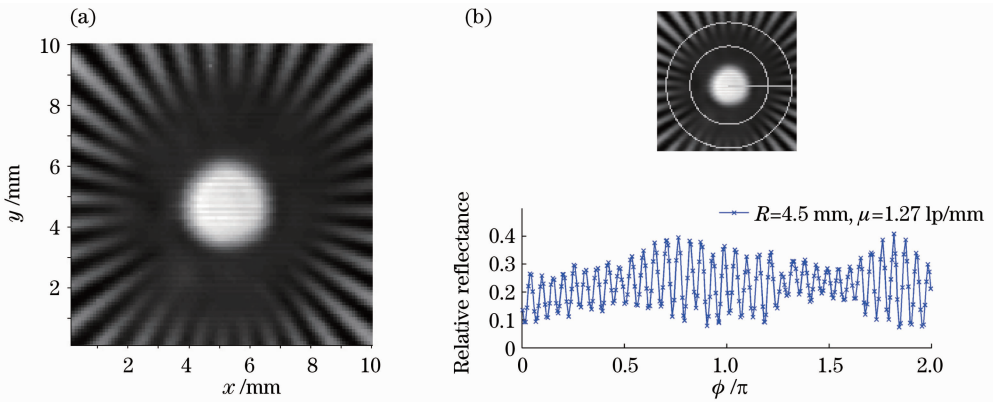 (a)
10
8
6
4
2
y /mm
2 4 6 8 10
x /mm
(b)
R=4.5 mm, μ=1.27 lp/mm
Relative reflectance
0.4
0.3
0.2
0.1
0
0 0.5 1.0 1.5 2.0
ϕ /π